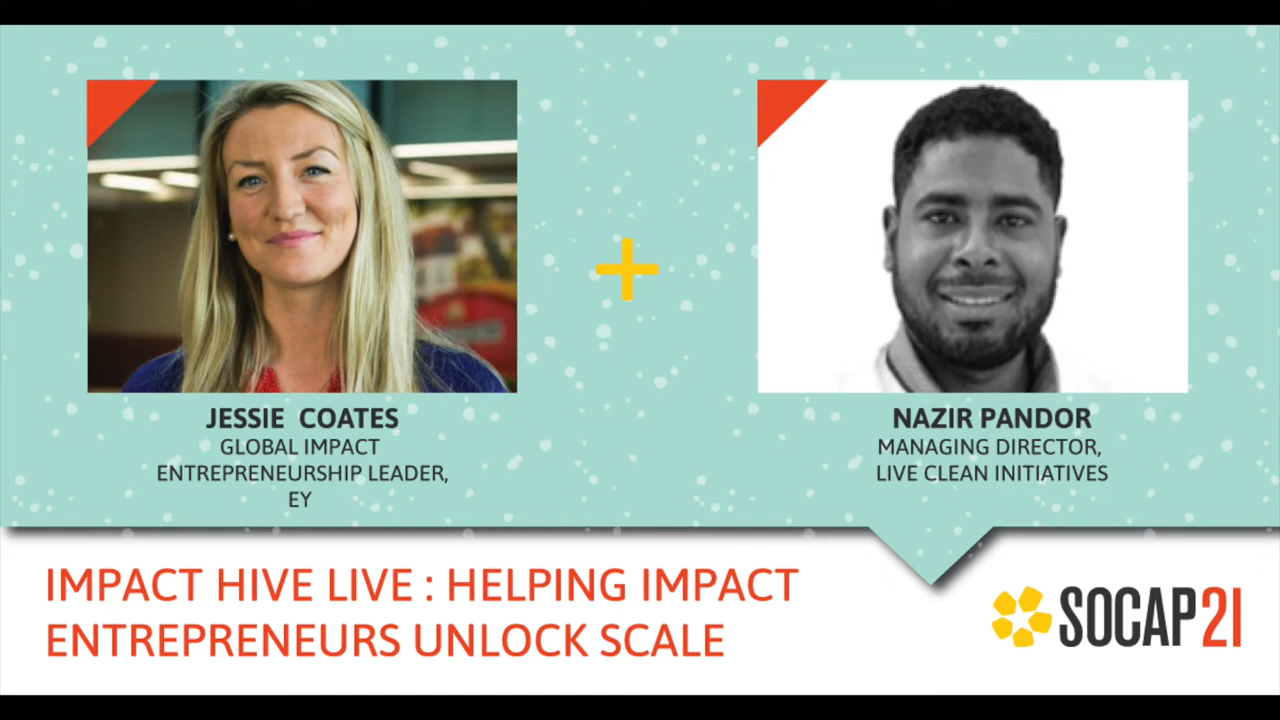 JESSIE COATES
GLOBAL IMPACT
ENTREPRENEURSHIP LEADER,
EY
NAZIR PANDOR
MANAGING DIRECTOR,
LIVE CLEAN INITIATIVES
IMPACT HIVE LIVE : HELPING IMPACT
ENTREPRENEURS UNLOCK SCALE
SOCAP21